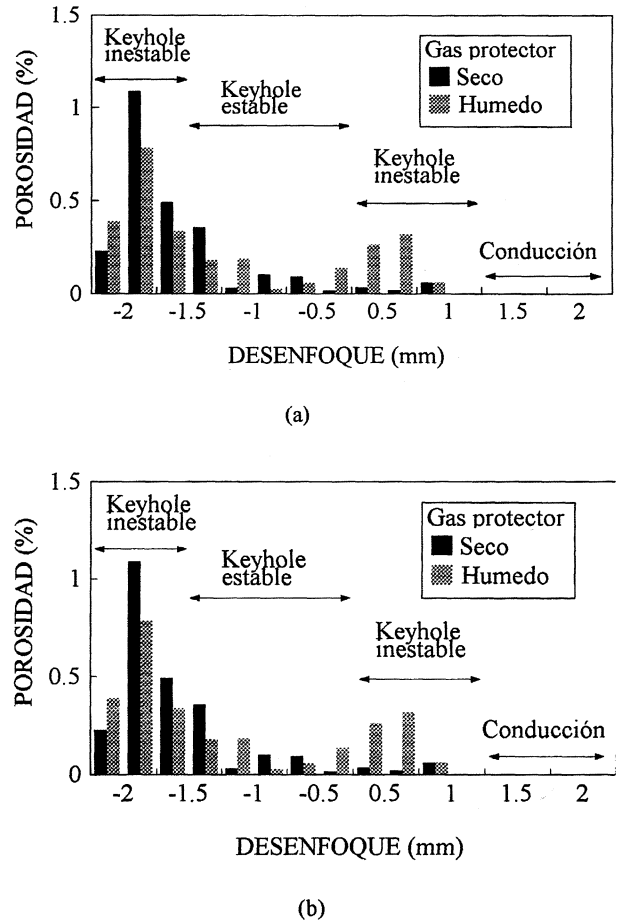 Keyhole
inestable
Gas protector
Seco
Humedo
Keyhole
estable
Keyhole
inestable
Conducción
POROSIDAD (%)
1.5
1
0.5
0
-2 -1.5 -1 -0.5 0.5 1 1.5 2
DESENFOQUE (mm)
(a)
Keyhole
inestable
Gas protector
Seco
Humedo
Keyhole
estable
Keyhole
inestable
Conducción
POROSIDAD (%)
1.5
1
0.5
0
-2 -1.5 -1 -0.5 0.5 1 1.5 2
DESENFOQUE (mm)
(b)